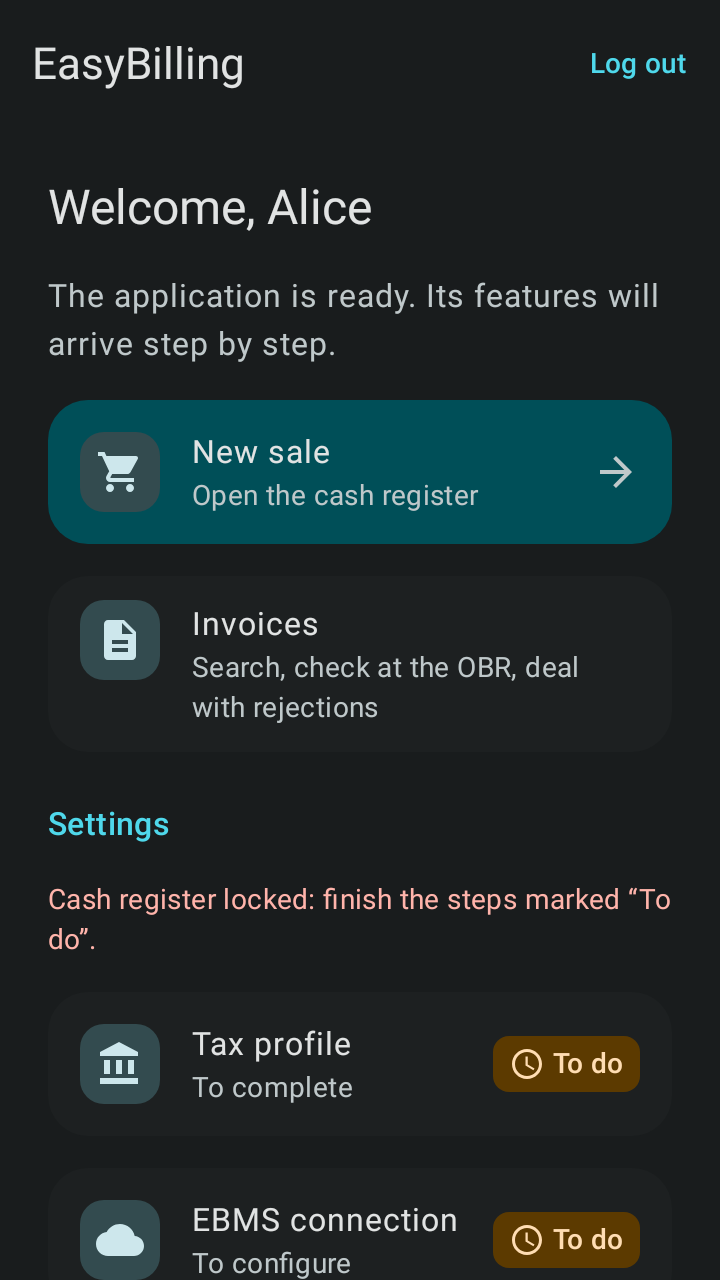 EasyBilling
Log out
Welcome, Alice
The application is ready. Its features will
arrive step by step.
New sale
Open the cash register
Invoices
Search, check at the OBR, deal
with rejections
Settings
Cash register locked: finish the steps marked “To
do”.
Tax profile
To complete
To do
EBMS connection
To configure
To do